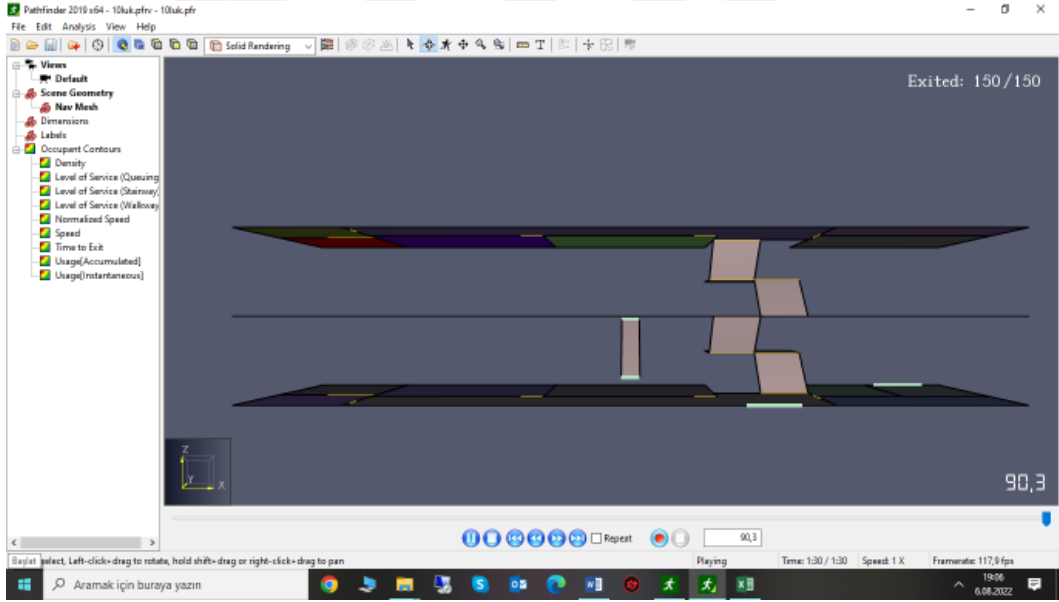 Pathfinder 2019 x64 - 10luk.pfrv - 10luk.pfr
File Edit Analysis View Help
Solid Rendering
Views
Default
Scene Geometry
Nav Mesh
Dimensions
Labels
Occupant Contours
Density
Level of Service (Queuing
Level of Service (Stairway)
Level of Service (Walkway
Normalized Speed
Speed
Time to Exit
Usage[Accumulated]
Usage[Instantaneous]
Exited: 150/150
Z
Y
X
90,3
Repeat
90,3
Başlat select, Left-click+drag to rotate, hold shift+drag or right-click+drag to pan
Playing Time: 1:30 / 1:30 Speed: 1 X Framerate: 117,9 fps
Aramak için buraya yazın
19:06
6.08.2022